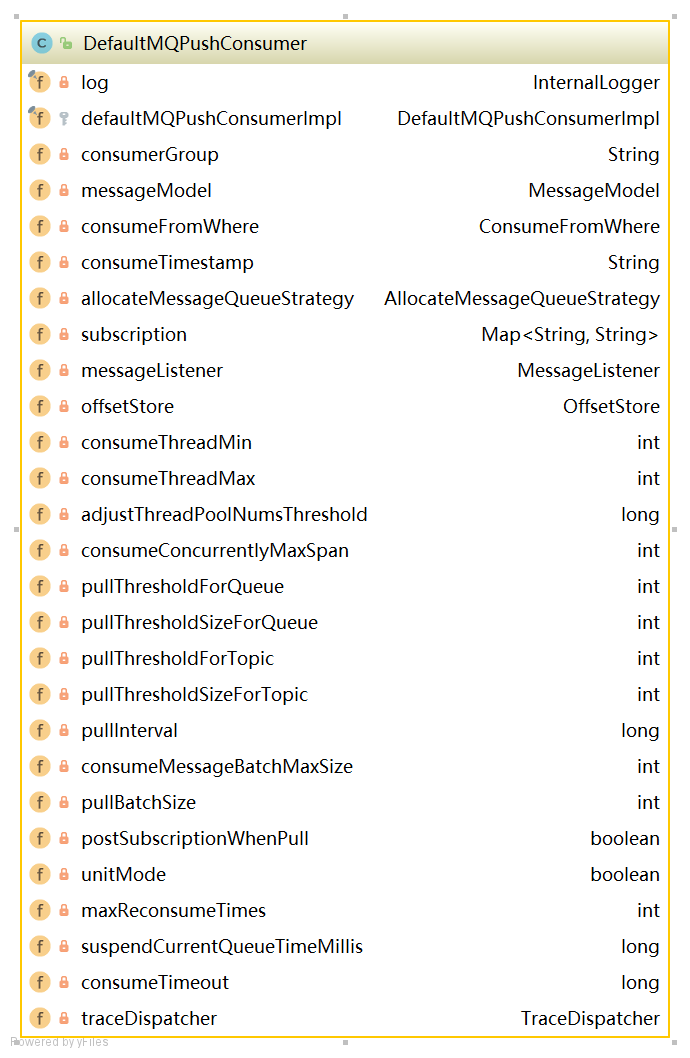 DefaultMQPushConsumer
log InternalLogger
defaultMQPushConsumerImpl DefaultMQPushConsumerImpl
consumerGroup String
messageModel MessageModel
consumeFromWhere ConsumeFromWhere
consumeTimestamp String
allocateMessageQueueStrategy AllocateMessageQueueStrategy
subscription Map<String, String>
messageListener MessageListener
offsetStore OffsetStore
consumeThreadMin int
consumeThreadMax int
adjustThreadPoolNumsThreshold long
consumeConcurrentlyMaxSpan int
pullThresholdForQueue int
pullThresholdSizeForQueue int
pullThresholdForTopic int
pullThresholdSizeForTopic int
pullInterval long
consumeMessageBatchMaxSize int
pullBatchSize int
postSubscriptionWhenPull boolean
unitMode boolean
maxReconsumeTimes int
suspendCurrentQueueTimeMillis long
consumeTimeout long
traceDispatcher TraceDispatcher
Powered by yFiles